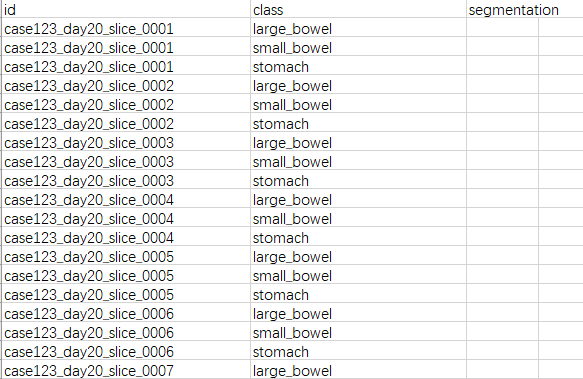 id class segmentation
case123_day20_slice_0001 large_bowel
case123_day20_slice_0001 small_bowel
case123_day20_slice_0001 stomach
case123_day20_slice_0002 large_bowel
case123_day20_slice_0002 small_bowel
case123_day20_slice_0002 stomach
case123_day20_slice_0003 large_bowel
case123_day20_slice_0003 small_bowel
case123_day20_slice_0003 stomach
case123_day20_slice_0004 large_bowel
case123_day20_slice_0004 small_bowel
case123_day20_slice_0004 stomach
case123_day20_slice_0005 large_bowel
case123_day20_slice_0005 small_bowel
case123_day20_slice_0005 stomach
case123_day20_slice_0006 large_bowel
case123_day20_slice_0006 small_bowel
case123_day20_slice_0006 stomach
case123_day20_slice_0007 large_bowel